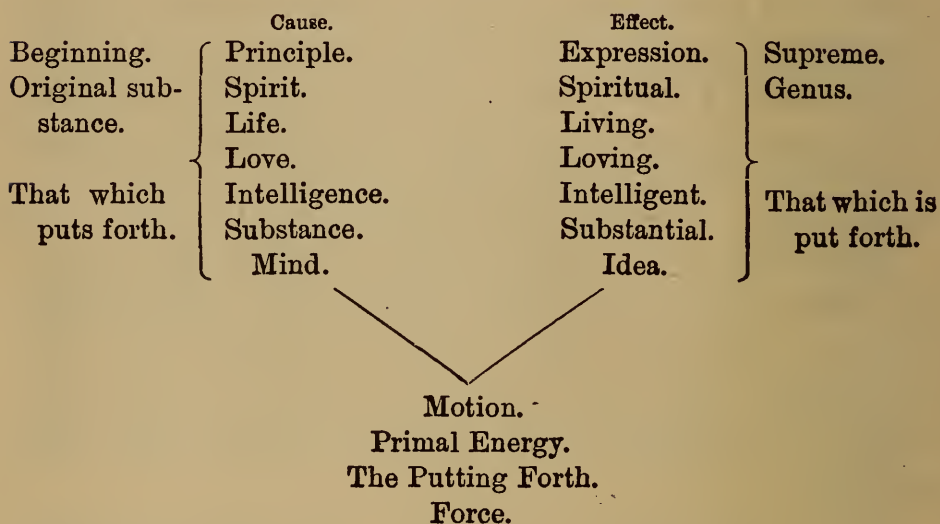 Cause. Effect.
Beginning. Principle. Expression. Supreme.
Original sub- Spirit. Spiritual. Genus.
stance. Life. Living.
Love. Loving.
That which Intelligence. Intelligent. That which is
puts forth. Substance. Substantial. put forth.
Mind. Idea.
Motion.
Primal Energy.
The Putting Forth.
Force.